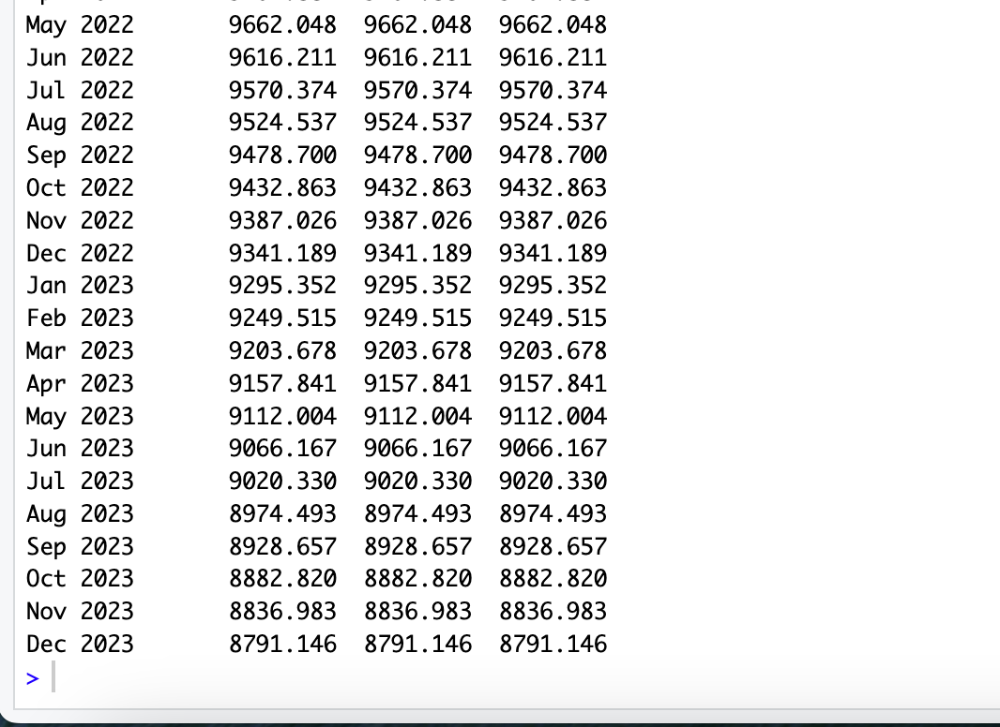 May 2022 9662.048 9662.048 9662.048
Jun 2022 9616.211 9616.211 9616.211
Jul 2022 9570.374 9570.374 9570.374
Aug 2022 9524.537 9524.537 9524.537
Sep 2022 9478.700 9478.700 9478.700
Oct 2022 9432.863 9432.863 9432.863
Nov 2022 9387.026 9387.026 9387.026
Dec 2022 9341.189 9341.189 9341.189
Jan 2023 9295.352 9295.352 9295.352
Feb 2023 9249.515 9249.515 9249.515
Mar 2023 9203.678 9203.678 9203.678
Apr 2023 9157.841 9157.841 9157.841
May 2023 9112.004 9112.004 9112.004
Jun 2023 9066.167 9066.167 9066.167
Jul 2023 9020.330 9020.330 9020.330
Aug 2023 8974.493 8974.493 8974.493
Sep 2023 8928.657 8928.657 8928.657
Oct 2023 8882.820 8882.820 8882.820
Nov 2023 8836.983 8836.983 8836.983
Dec 2023 8791.146 8791.146 8791.146
>